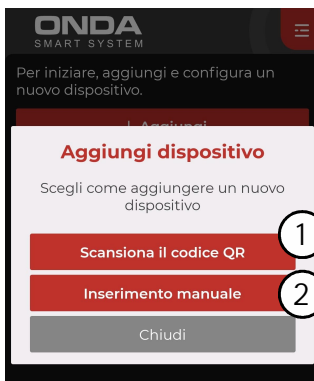 ONDA
SMART SYSTEM
Per iniziare, aggiungi e configura un
nuovo dispositivo.
Aggiungi
Aggiungi dispositivo
Scegli come aggiungere un nuovo
dispositivo
Scansiona il codice QR
1
Inserimento manuale
2
Chiudi